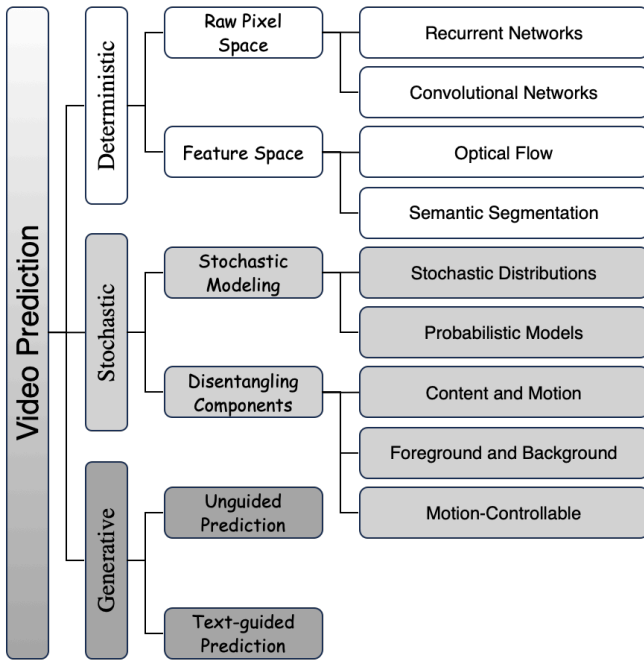 Video Prediction
Deterministic
Raw Pixel
Space
Recurrent Networks
Convolutional Networks
Feature Space
Optical Flow
Semantic Segmentation
Stochastic
Stochastic
Modeling
Stochastic Distributions
Probabilistic Models
Disentangling
Components
Content and Motion
Foreground and Background
Motion-Controllable
Generative
Unguided
Prediction
Text-guided
Prediction